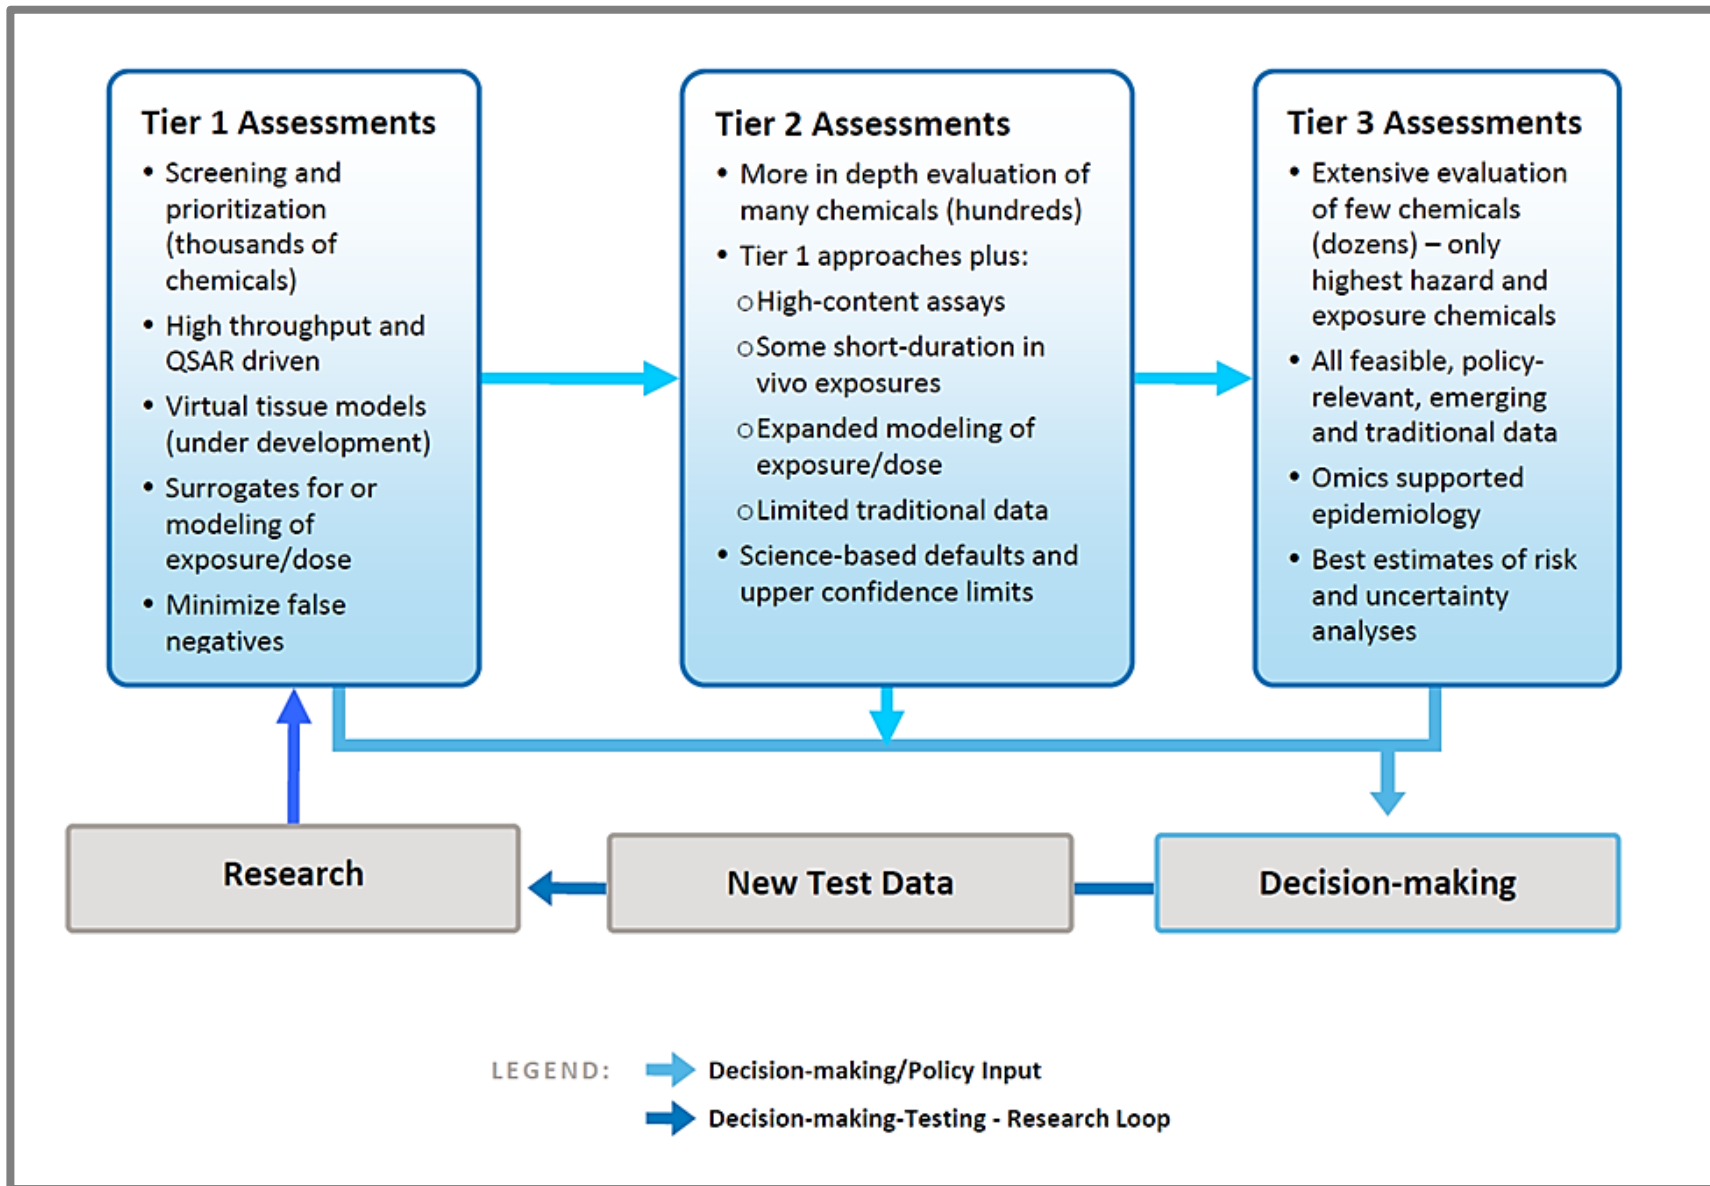 Tier 1 Assessments
• Screening and
prioritization
(thousands of
chemicals)
• High throughput and
QSAR driven
• Virtual tissue models
(under development)
• Surrogates for or
modeling of
exposure/dose
• Minimize false
negatives
Tier 2 Assessments
• More in depth evaluation of
many chemicals (hundreds)
• Tier 1 approaches plus:
○ High-content assays
○ Some short-duration in
vivo exposures
○ Expanded modeling of
exposure/dose
○ Limited traditional data
• Science-based defaults and
upper confidence limits
Tier 3 Assessments
• Extensive evaluation
of few chemicals
(dozens) – only
highest hazard and
exposure chemicals
• All feasible, policy-
relevant, emerging
and traditional data
• Omics supported
epidemiology
• Best estimates of risk
and uncertainty
analyses
Research
New Test Data
Decision-making
LEGEND:
Decision-making/Policy Input
Decision-making-Testing - Research Loop